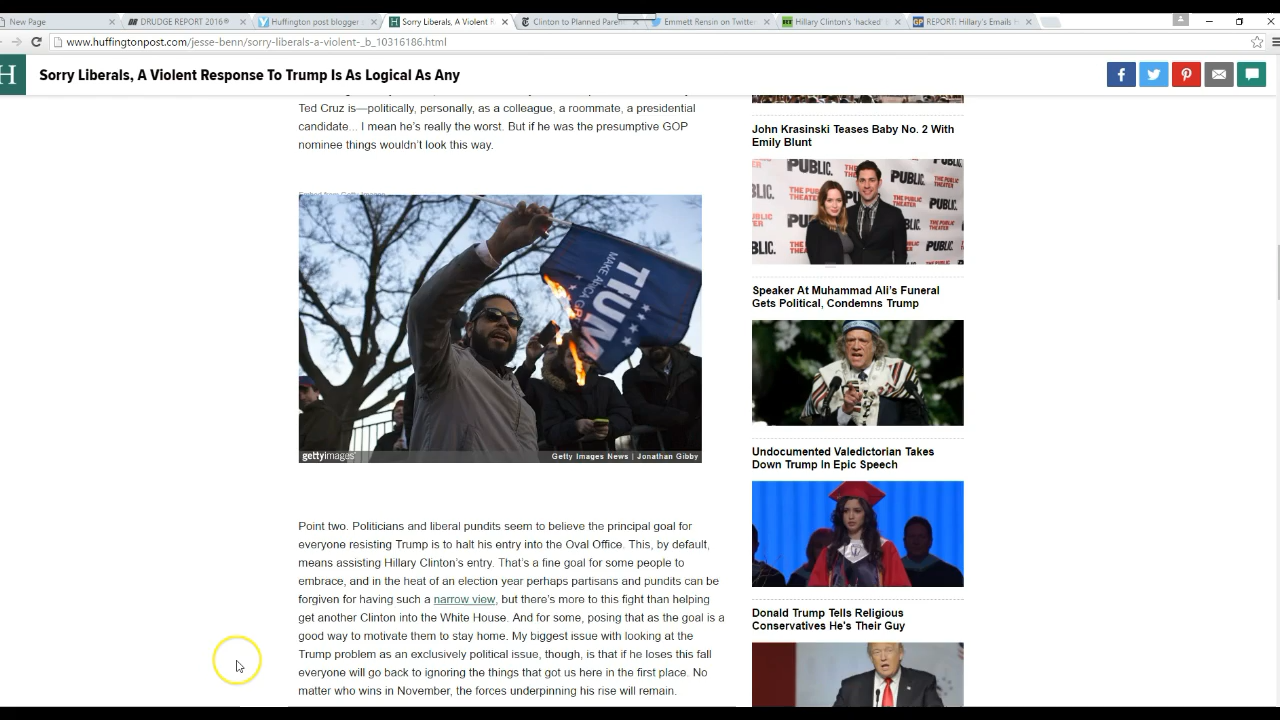 New Page
DRUDGE REPORT 2016®
Huffington post blogger
Sorry Liberals, A Violent R
Clinton to Planned Paren
Emmett Rensin on Twitter
Hillary Clinton's 'hacked'
REPORT: Hillary's Emails H
www.huffingtonpost.com/jesse-benn/sorry-liberals-a-violent-_b_10316186.html
H
Sorry Liberals, A Violent Response To Trump Is As Logical As Any
Ted Cruz is—politically, personally, as a colleague, a roommate, a presidential
candidate... I mean he's really the worst. But if he was the presumptive GOP
nominee things wouldn't look this way.
Embed from Getty Images
TRUMP
gettyimages®
Getty Images News | Jonathan Gibby
Point two. Politicians and liberal pundits seem to believe the principal goal for
everyone resisting Trump is to halt his entry into the Oval Office. This, by default,
means assisting Hillary Clinton's entry. That's a fine goal for some people to
embrace, and in the heat of an election year perhaps partisans and pundits can be
forgiven for having such a narrow view, but there's more to this fight than helping
get another Clinton into the White House. And for some, posing that as the goal is a
good way to motivate them to stay home. My biggest issue with looking at the
Trump problem as an exclusively political issue, though, is that if he loses this fall
everyone will go back to ignoring the things that got us here in the first place. No
matter who wins in November, the forces underpinning his rise will remain.
John Krasinski Teases Baby No. 2 With
Emily Blunt
PUBLIC.
THE PUBLIC THEATER
Speaker At Muhammad Ali's Funeral
Gets Political, Condemns Trump
Undocumented Valedictorian Takes
Down Trump In Epic Speech
Donald Trump Tells Religious
Conservatives He's Their Guy